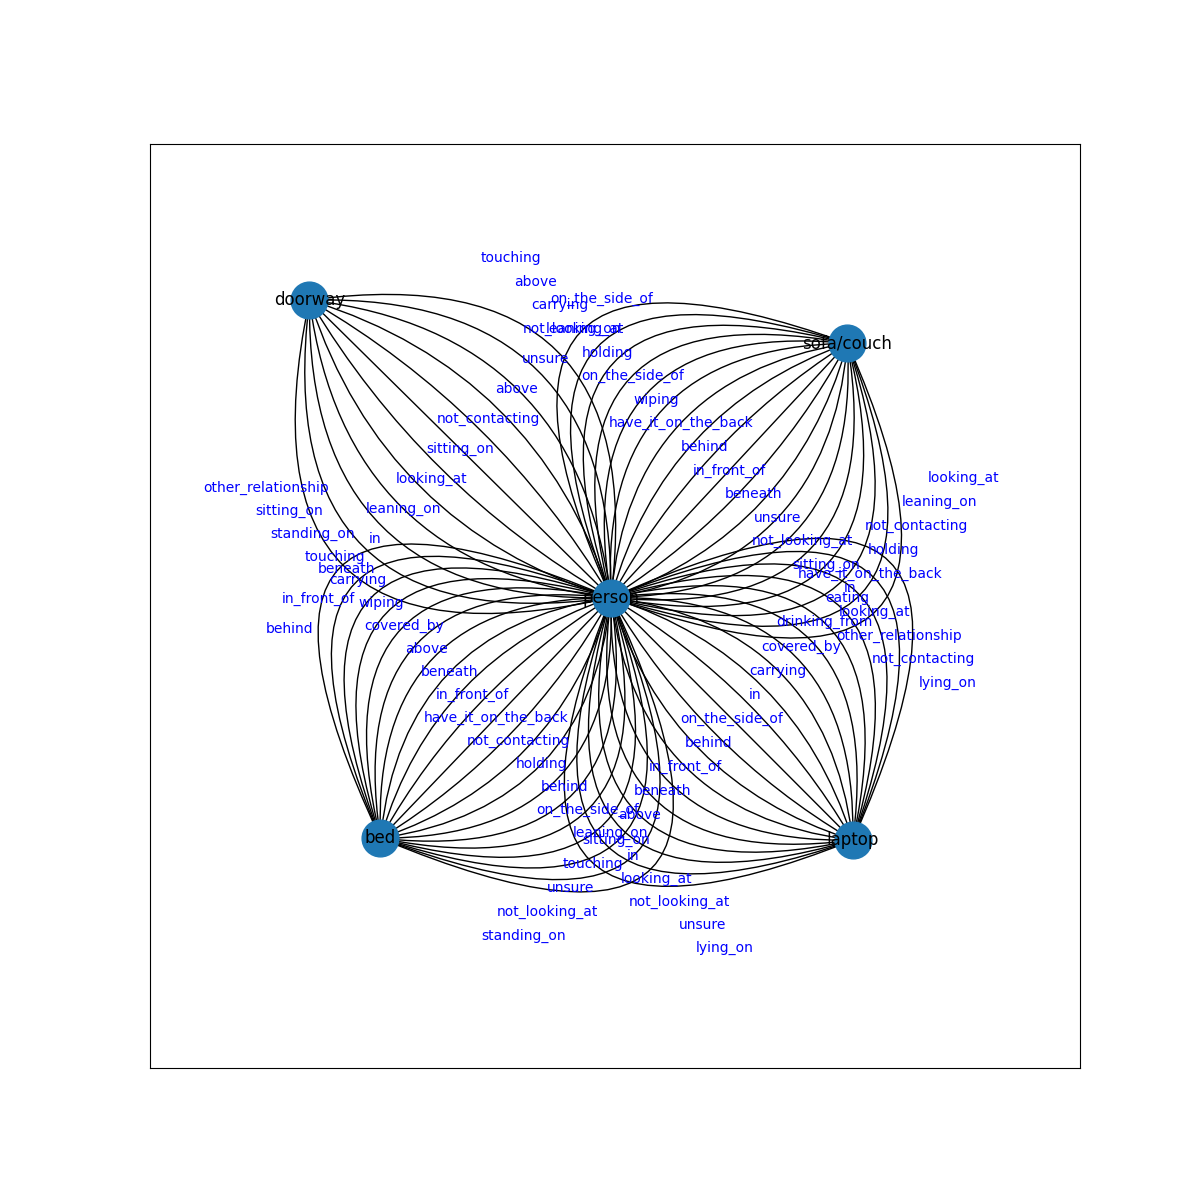 touching
above
on_the_side_of
doorway
carrying
not_looking_at
leaning_on
sofa/couch
holding
unsure
on_the_side_of
above
wiping
not_contacting
have_it_on_the_back
sitting_on
behind
in_front_of
looking_at
looking_at
other_relationship
beneath
leaning_on
sitting_on
leaning_on
unsure
not_contacting
standing_on
in
not_looking_at
holding
touching
beneath
sitting_on
have_it_on_the_back
carrying
in
in_front_of
wiping
person
eating
looking_at
behind
covered_by
drinking_from
other_relationship
above
covered_by
not_contacting
beneath
carrying
lying_on
in_front_of
in
have_it_on_the_back
on_the_side_of
not_contacting
behind
holding
in_front_of
behind
beneath
on_the_side_of
above
leaning_on
bed
sitting_on
laptop
in
touching
looking_at
unsure
not_looking_at
not_looking_at
unsure
standing_on
lying_on